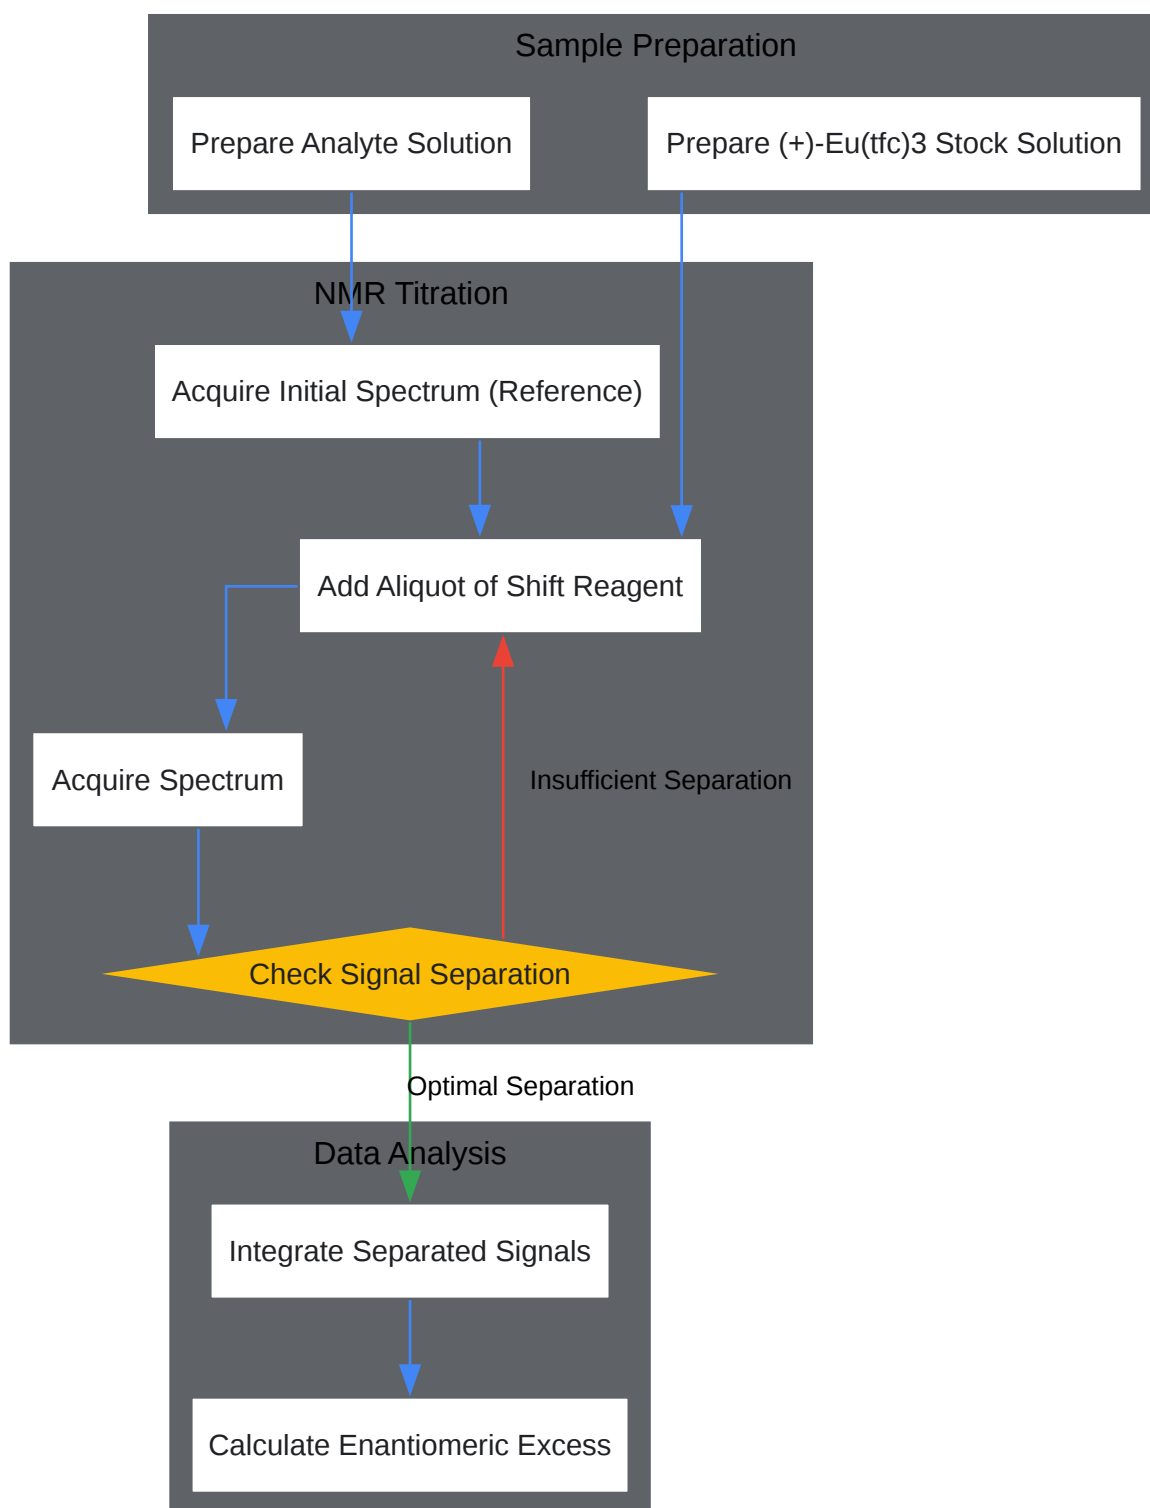 Sample Preparation
Prepare Analyte Solution
Prepare (+)-Eu(tfc)3 Stock Solution
NMR Titration
Acquire Initial Spectrum (Reference)
Add Aliquot of Shift Reagent
Acquire Spectrum
Insufficient Separation
Check Signal Separation
Optimal Separation
Data Analysis
Integrate Separated Signals
Calculate Enantiomeric Excess